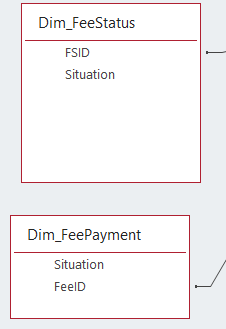 Dim_FeeStatus
FSID
Situation
Dim_FeePayment
Situation
FeeID